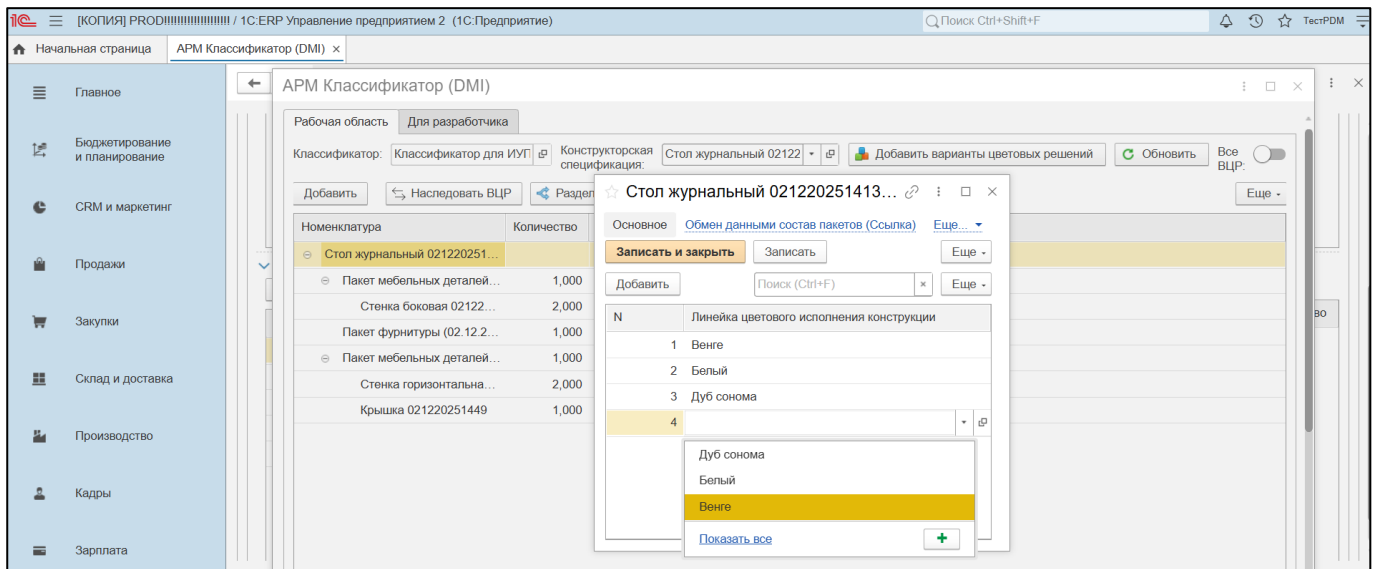 [КОПИЯ] PROD!!!!!!!!!!!!!!!!!!!! / 1С:ERP Управление предприятием 2 (1С:Предприятие)
Поиск Ctrl+Shift+F
ТестPDM
Начальная страница
АРМ Классификатор (DMI) ×
Главное
Бюджетирование
и планирование
CRM и маркетинг
Продажи
Закупки
Склад и доставка
Производство
Кадры
Зарплата
АРМ Классификатор (DMI)
Рабочая область
Для разработчика
Классификатор:
Классификатор для ИУП
Конструкторская
спецификация:
Стол журнальный 02122
Добавить варианты цветовых решений
Обновить
Все
ВЦР:
Добавить
Наследовать ВЦР
Раздел
Еще
Номенклатура
Количество
Стол журнальный 021220251...
Пакет мебельных деталей... 1,000
Стенка боковая 02122... 2,000
Пакет фурнитуры (02.12.2... 1,000
Пакет мебельных деталей... 1,000
Стенка горизонтальна... 2,000
Крышка 021220251449 1,000
Стол журнальный 021220251413...
Основное
Обмен данными состав пакетов (Ссылка)
Еще...
Записать и закрыть
Записать
Еще
Добавить
Поиск (Ctrl+F)
×
Еще
N Линейка цветового исполнения конструкции
1 Венге
2 Белый
3 Дуб сонома
4
Дуб сонома
Белый
Венге
Показать все
во